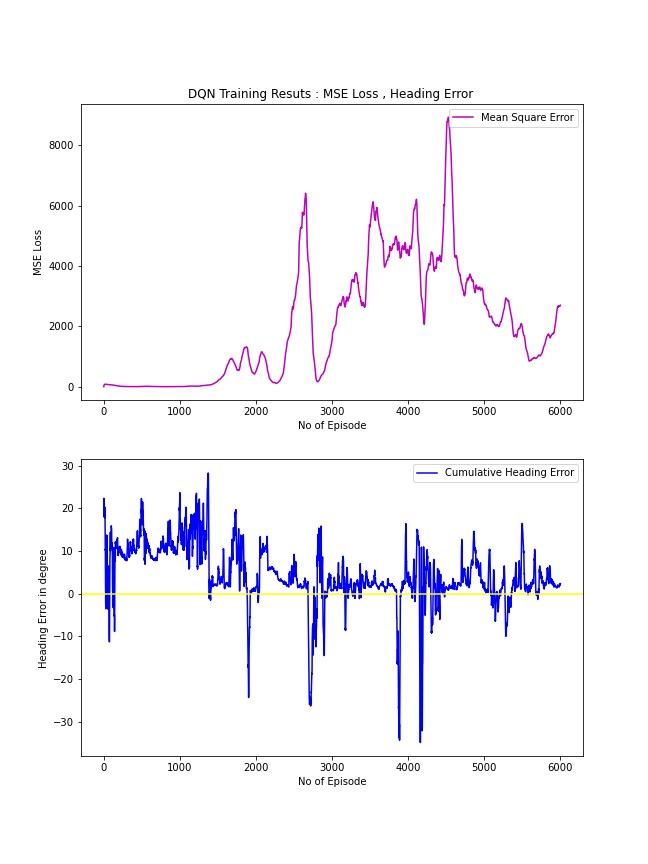 DQN Training Resuts : MSE Loss , Heading Error
Mean Square Error
8000
6000
4000
2000
0
MSE Loss
0 1000 2000 3000 4000 5000 6000
No of Episode
Cumulative Heading Error
30
20
10
0
−10
−20
−30
Heading Error in degree
0 1000 2000 3000 4000 5000 6000
No of Episode